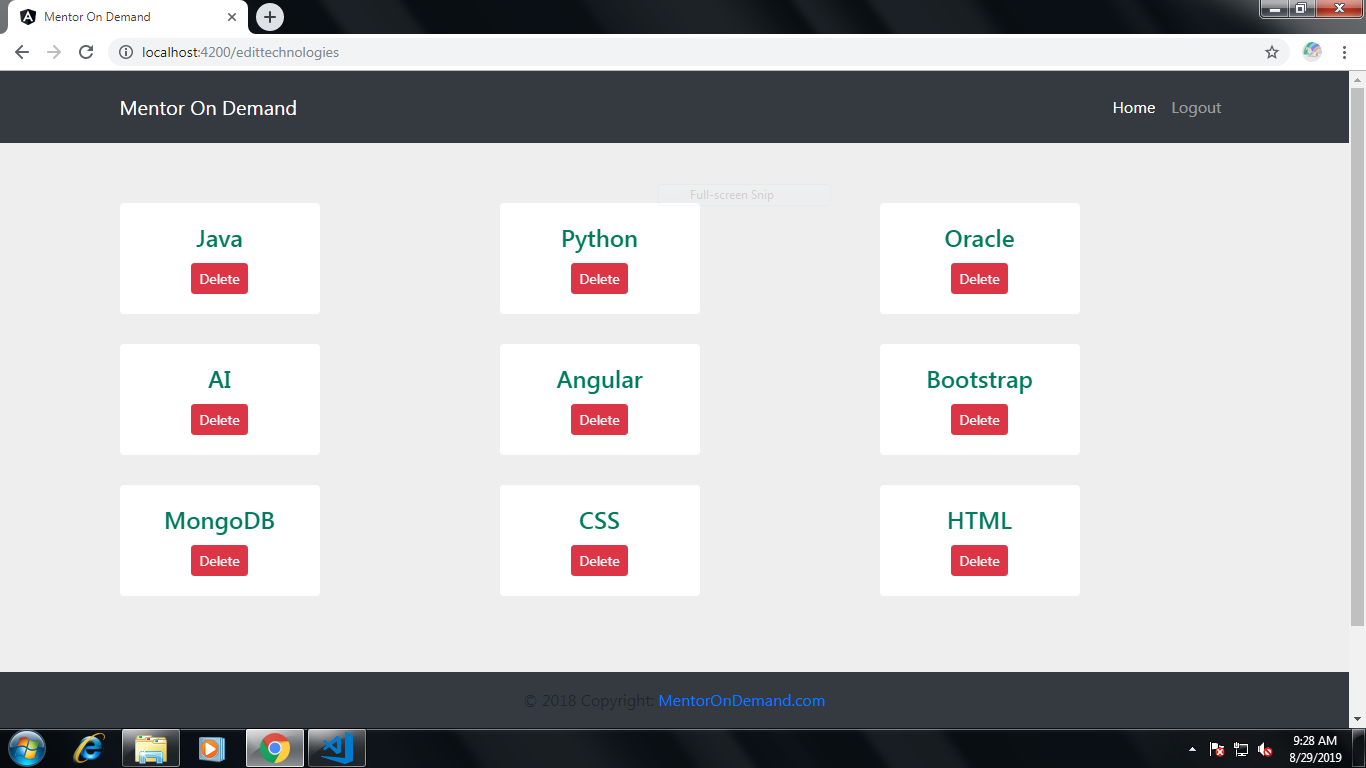 Mentor On Demand
localhost:4200/edittechnologies
Mentor On Demand Home Logout
Full-screen Snip
Java Python Oracle
Delete Delete Delete
AI Angular Bootstrap
Delete Delete Delete
MongoDB CSS HTML
Delete Delete Delete
© 2018 Copyright: MentorOnDemand.com
9:28 AM
8/29/2019